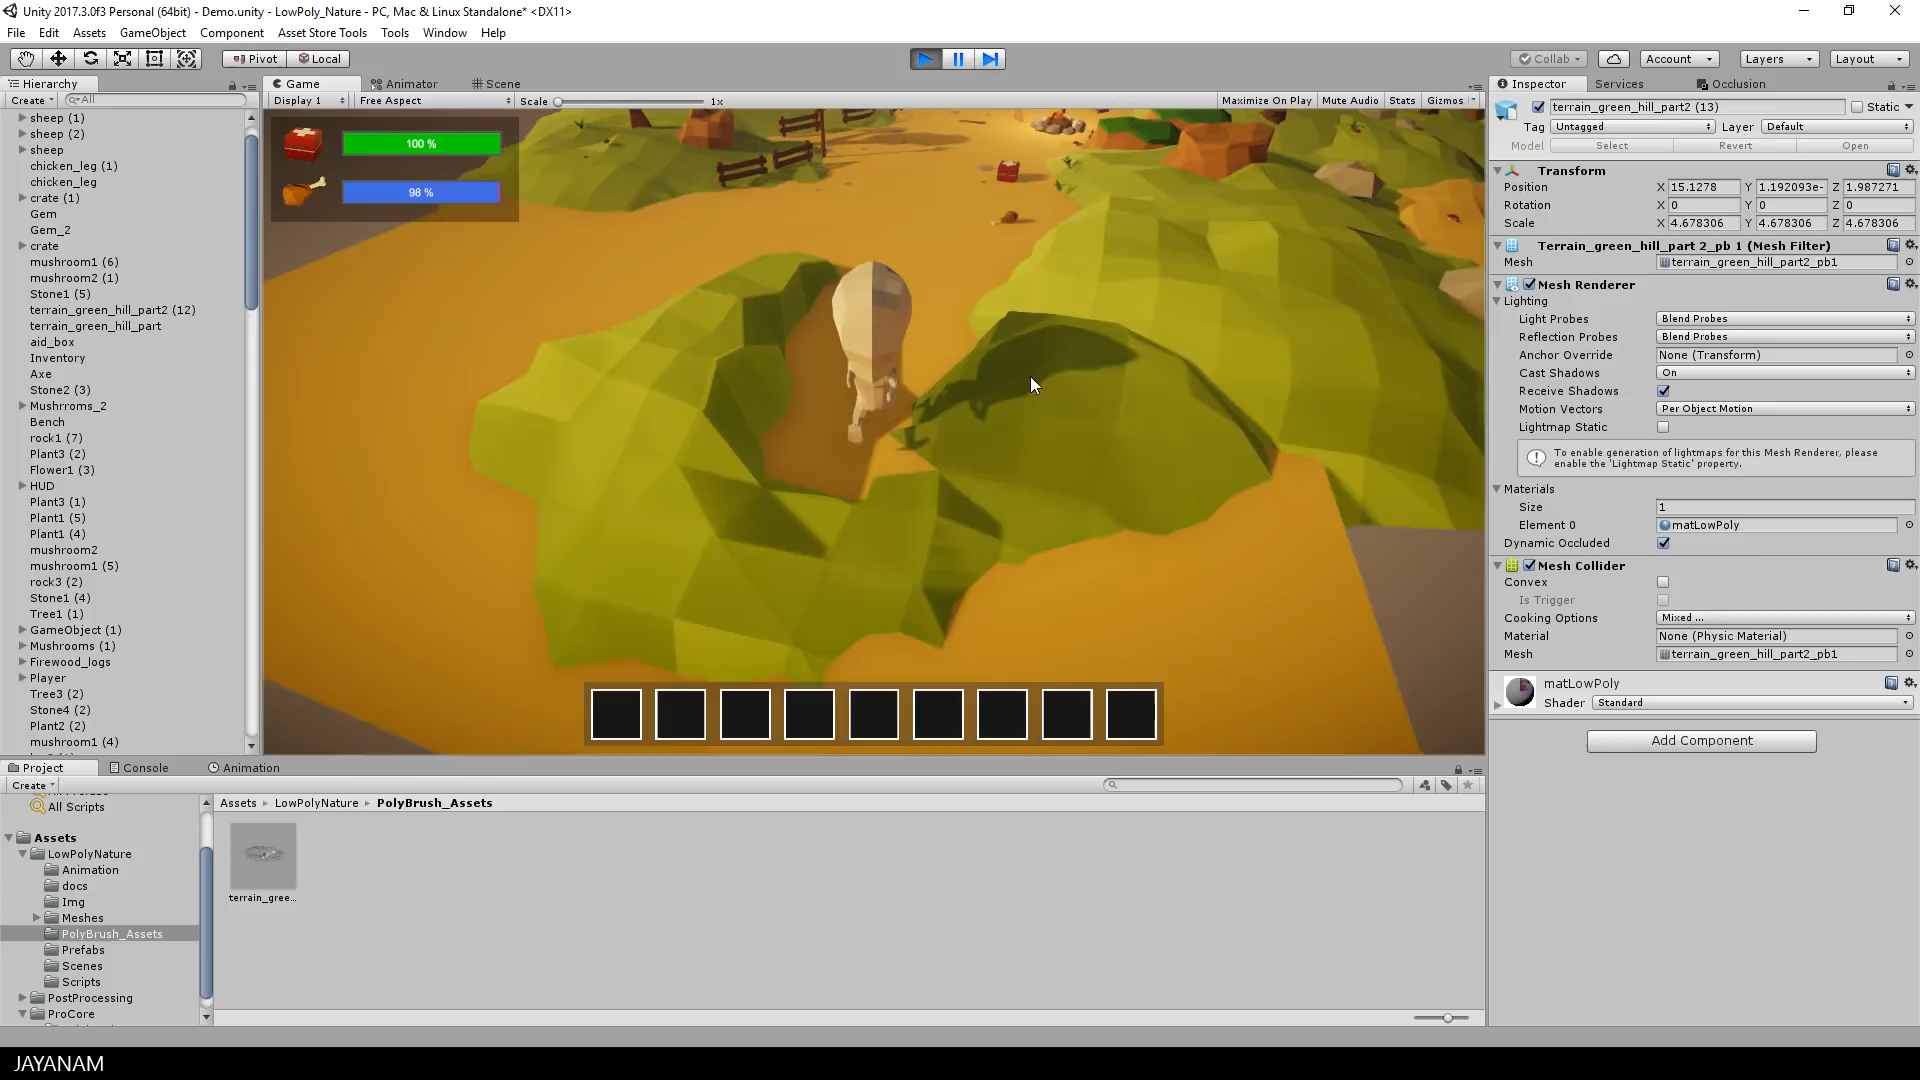 Unity 2017.3.0f3 Personal (64bit) - Demo.unity - LowPoly_Nature - PC, Mac & Linux Standalone* <DX11>
File Edit Assets GameObject Component Asset Store Tools Tools Window Help
Pivot Local Collab Account Layers Layout
Hierarchy Game Animator Scene Inspector Services Occlusion
Create All Display 1 Free Aspect Scale 1x Maximize On Play Mute Audio Stats Gizmos
sheep (1)
sheep (2)
sheep
chicken_leg (1)
chicken_leg
crate (1)
Gem
Gem_2
crate
mushroom1 (6)
mushroom2 (1)
Stone1 (5)
terrain_green_hill_part2 (12)
terrain_green_hill_part
aid_box
Inventory
Axe
Stone2 (3)
Mushrroms_2
Bench
rock1 (7)
Plant3 (2)
Flower1 (3)
HUD
Plant3 (1)
Plant1 (5)
Plant1 (4)
mushroom2
mushroom1 (5)
rock3 (2)
Stone1 (4)
Tree1 (1)
GameObject (1)
Mushrooms (1)
Firewood_logs
Player
Tree3 (2)
Stone4 (2)
Plant2 (2)
mushroom1 (4)
100 %
98 %
terrain_green_hill_part2 (13) Static
Tag Untagged Layer Default
Model Select Revert Open
Transform
Position X 15.1278 Y 1.192093e- Z 1.987271
Rotation X 0 Y 0 Z 0
Scale X 4.678306 Y 4.678306 Z 4.678306
Terrain_green_hill_part 2_pb 1 (Mesh Filter)
Mesh terrain_green_hill_part2_pb1
Mesh Renderer
Lighting
Light Probes Blend Probes
Reflection Probes Blend Probes
Anchor Override None (Transform)
Cast Shadows On
Receive Shadows
Motion Vectors Per Object Motion
Lightmap Static
To enable generation of lightmaps for this Mesh Renderer, please
enable the 'Lightmap Static' property.
Materials
Size 1
Element 0 matLowPoly
Dynamic Occluded
Mesh Collider
Convex
Is Trigger
Cooking Options Mixed ...
Material None (Physic Material)
Mesh terrain_green_hill_part2_pb1
matLowPoly
Shader Standard
Add Component
Project Console Animation
Create
All Scripts
Assets
LowPolyNature
Animation
docs
Img
Meshes
PolyBrush_Assets
Prefabs
Scenes
Scripts
PostProcessing
ProCore
Assets LowPolyNature PolyBrush_Assets
terrain_gree...
JAYANAM